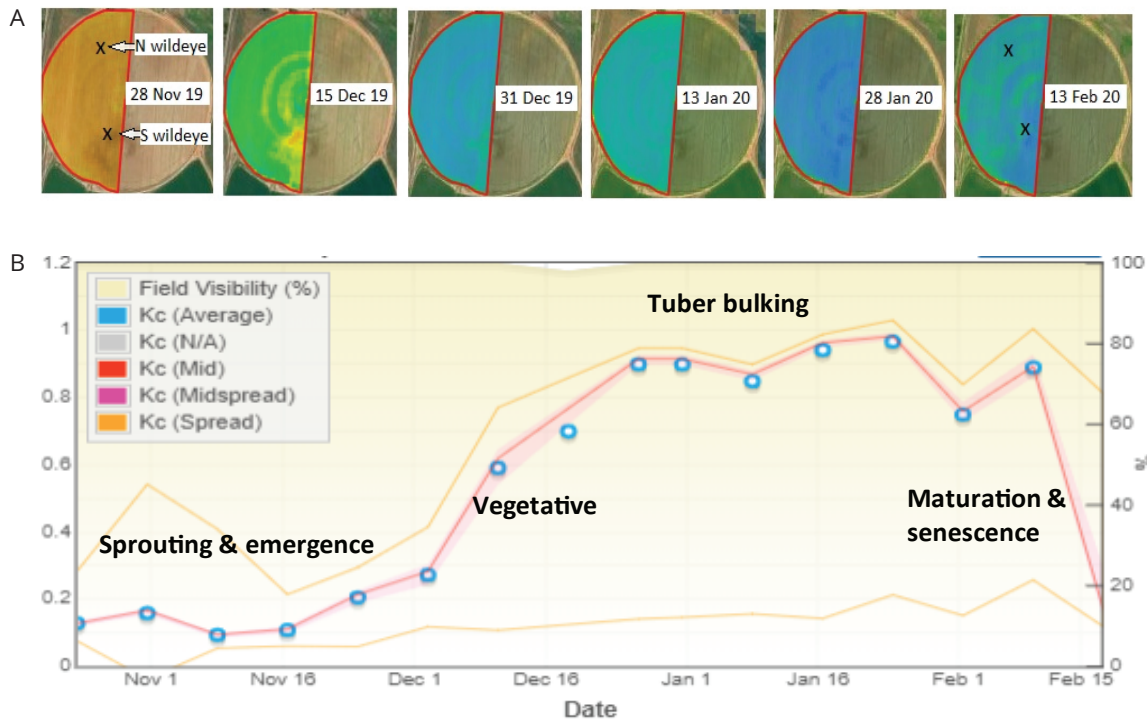 A
N wildeye
28 Nov 19
S wildeye
15 Dec 19
31 Dec 19
13 Jan 20
28 Jan 20
13 Feb 20
B
1.2
1
0.8
0.6
0.4
0.2
0
Field Visibility (%)
Kc (Average)
Kc (N/A)
Kc (Mid)
Kc (Midspread)
Kc (Spread)
Tuber bulking
Vegetative
Sprouting & emergence
Maturation &
senescence
100
80
60
40
20
0
%
Nov 1
Nov 16
Dec 1
Dec 16
Jan 1
Jan 16
Feb 1
Feb 15
Date